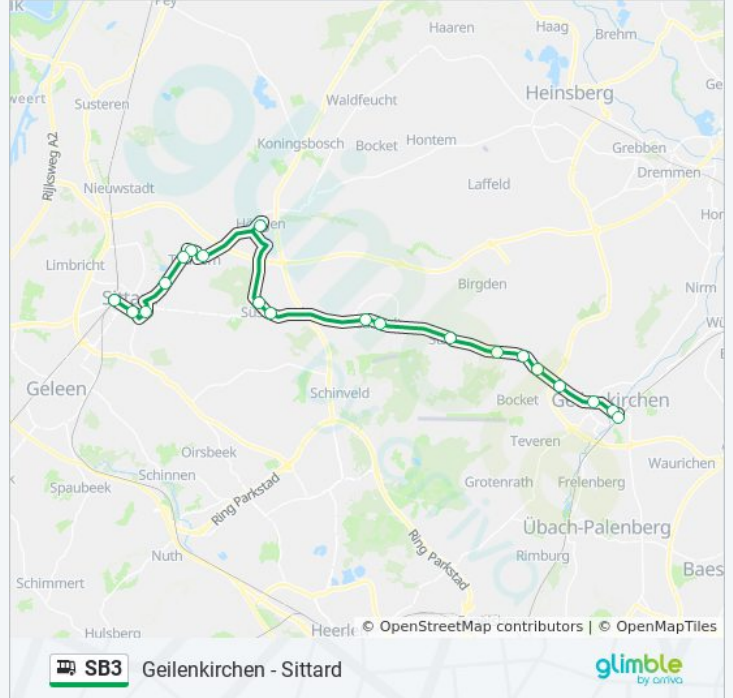 Haaren
Haag
Brehm
Susteren
Waldfeucht
Heinsberg
Rijksweg A2
Koningsbosch
Bocket
Hontem
Grebben
Dremmen
Nieuwstadt
Laffeld
Limbricht
Birgden
Nirm
Geleen
Schinveld
Bocket
Teveren
Waurichen
Oirsbeek
Schinnen
Spaubeek
Ring Parkstad
Grotenrath
Frelenberg
Übach-Palenberg
Nuth
Ring Parkstad
Rimburg
Baes
Schimmert
Hulsberg
Heerle
© OpenStreetMap contributors | © OpenMapTiles
SB3 Geilenkirchen - Sittard
glimble
by arriva